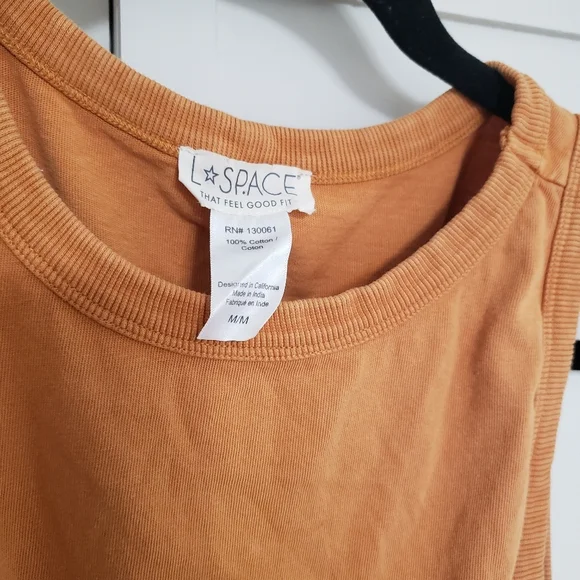 L☆SPACE
THAT FEEL GOOD FIT
RN# 130061
100% Cotton /
Coton
Designed in California
Made in India
Fabriqué en Inde
M/M